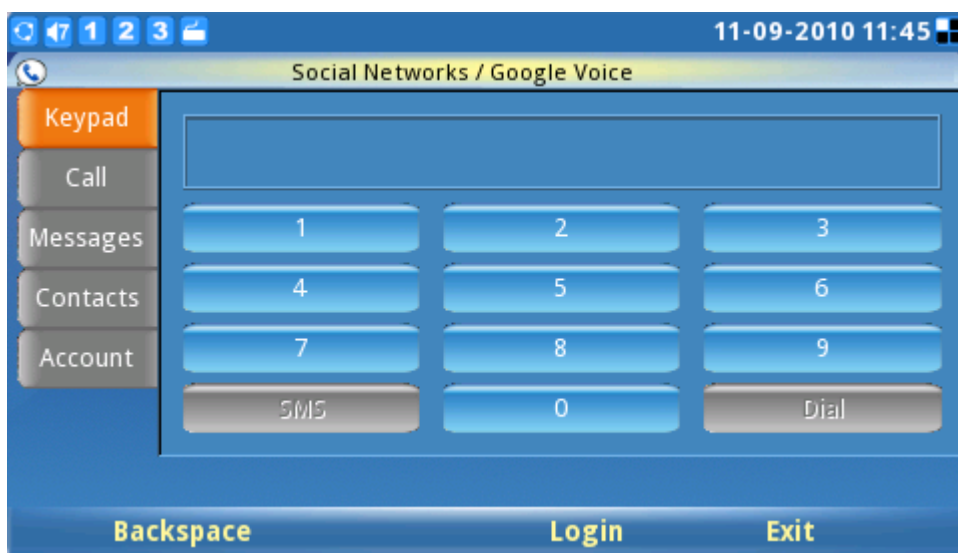 7 1 2 3 11-09-2010 11:45
Social Networks / Google Voice
Keypad
Call
Messages
Contacts
Account
1 2 3
4 5 6
7 8 9
SMS 0 Dial
Backspace Login Exit